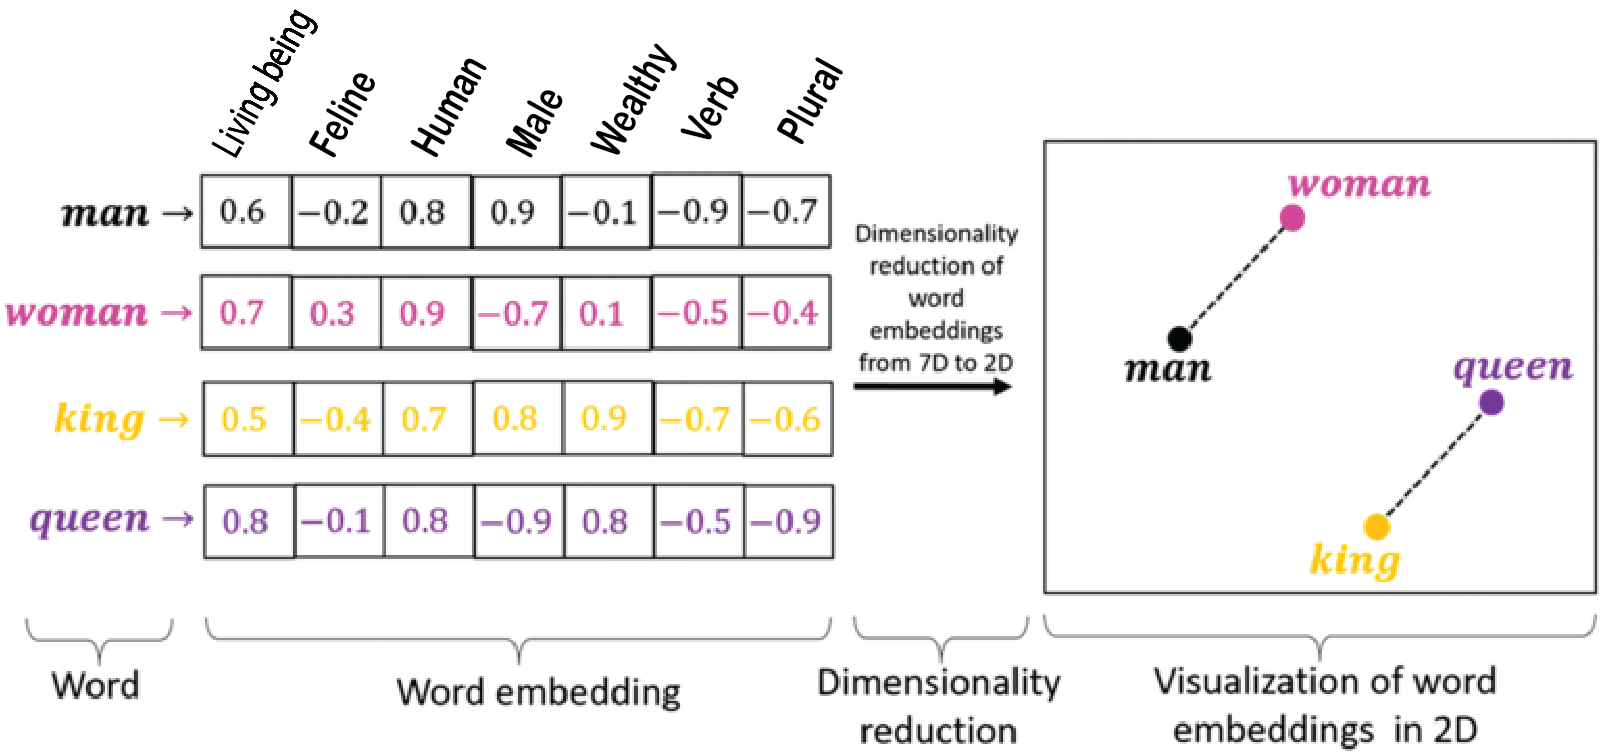 Living being Feline Human Male Wealthy Verb Plural
man → 0.6 −0.2 0.8 0.9 −0.1 −0.9 −0.7
woman → 0.7 0.3 0.9 −0.7 0.1 −0.5 −0.4
king → 0.5 −0.4 0.7 0.8 0.9 −0.7 −0.6
queen → 0.8 −0.1 0.8 −0.9 0.8 −0.5 −0.9
Dimensionality
reduction of
word
embeddings
from 7D to 2D
woman
man
queen
king
Word
Word embedding
Dimensionality
reduction
Visualization of word
embeddings in 2D